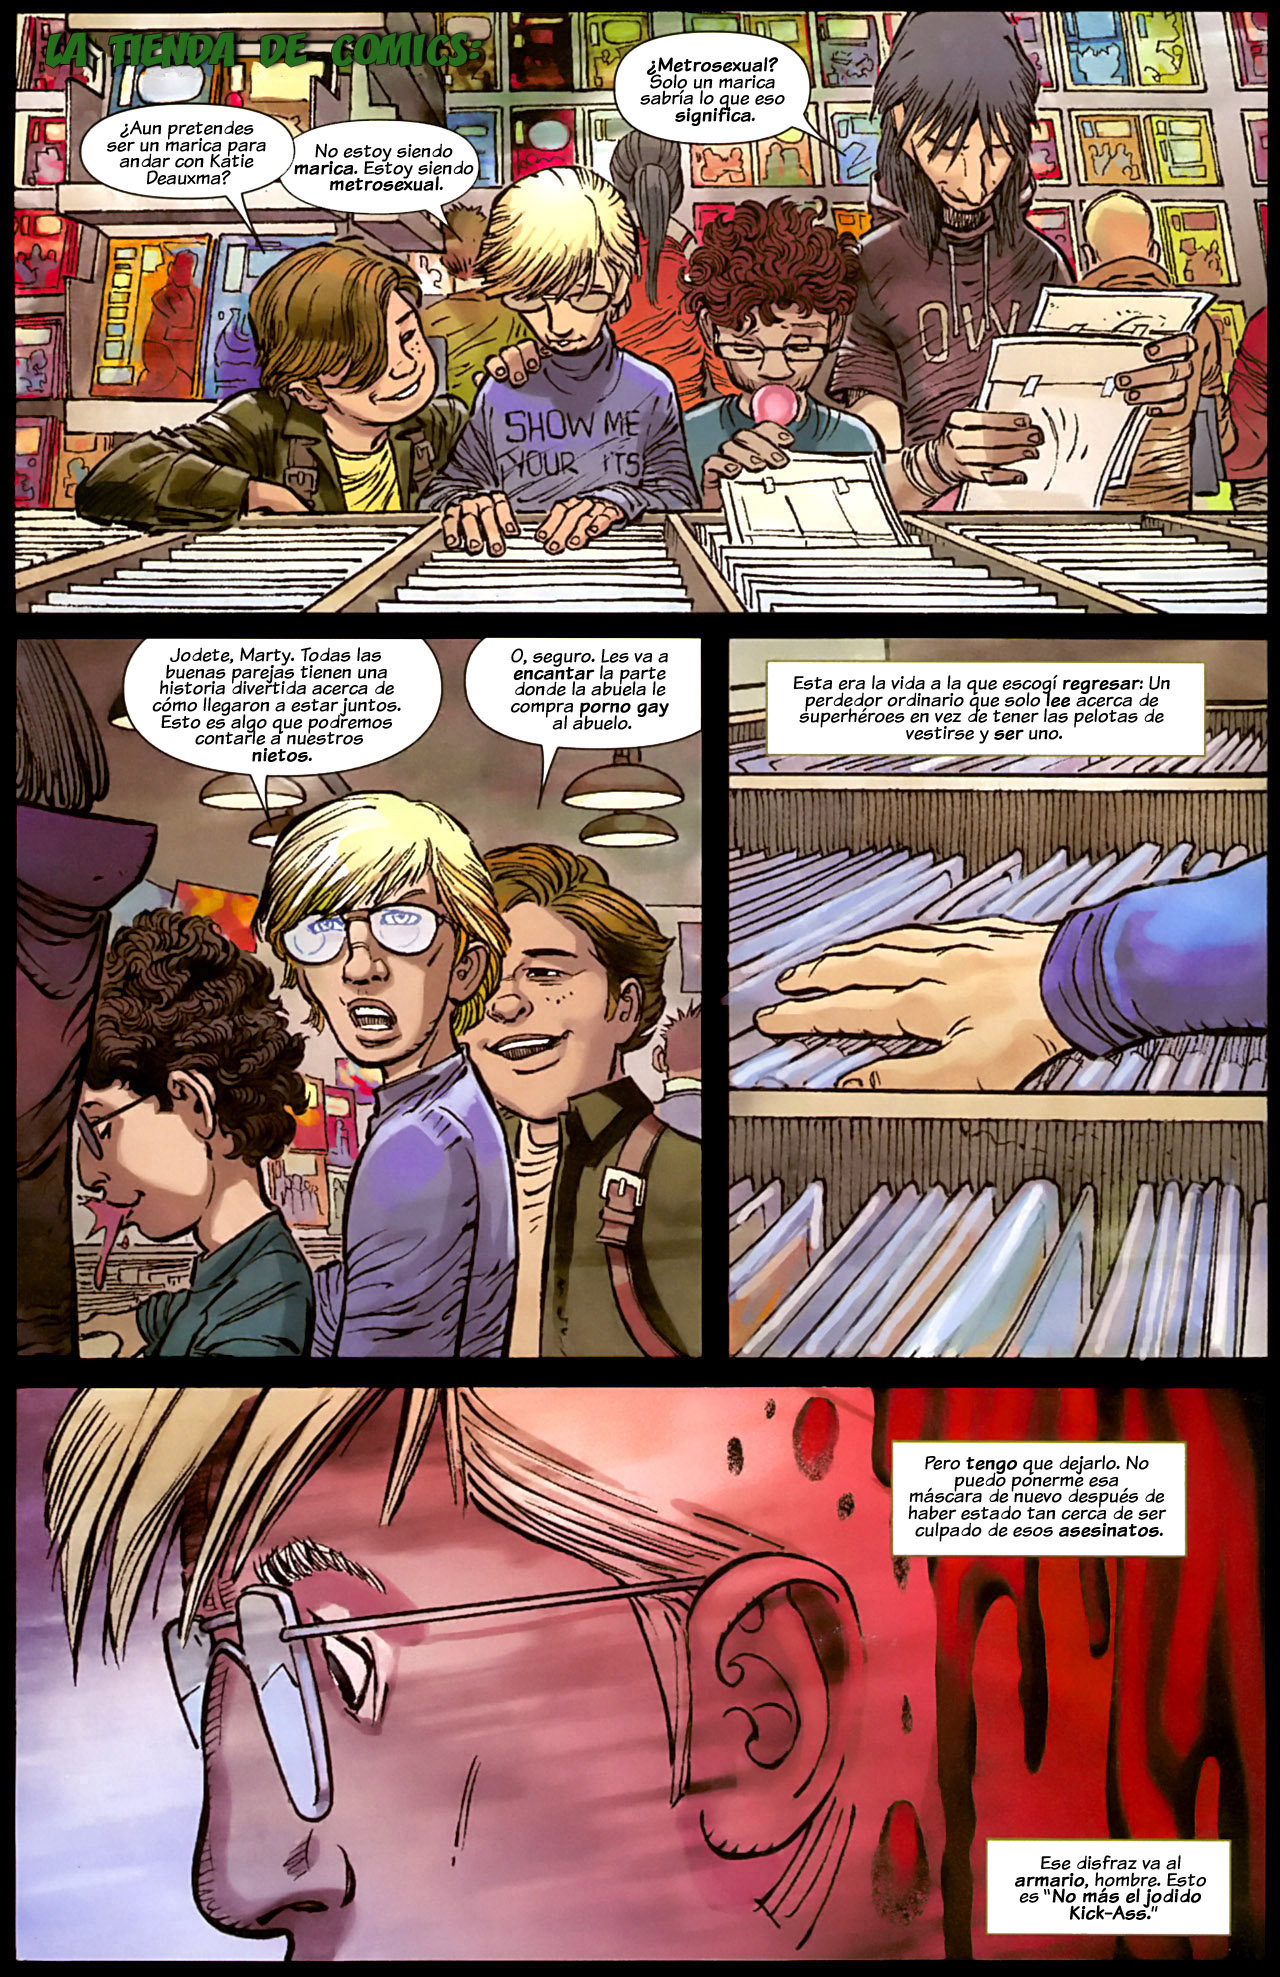 LA TIENDA DE COMICS:
¿Aun pretendes
ser un marica para
andar con Katie
Deauxma?
No estoy siendo
marica. Estoy siendo
metrosexual.
¿Metrosexual?
Solo un marica
sabría lo que eso
significa.
OW
SHOW ME
YOUR ITS
Jodete, Marty. Todas las
buenas parejas tienen una
historia divertida acerca de
cómo llegaron a estar juntos.
Esto es algo que podremos
contarle a nuestros
nietos.
O, seguro. Les va a
encantar la parte
donde la abuela le
compra porno gay
al abuelo.
Esta era la vida a la que escogí regresar: Un
perdedor ordinario que solo lee acerca de
superhéroes en vez de tener las pelotas de
vestirse y ser uno.
Pero tengo que dejarlo. No
puedo ponerme esa
máscara de nuevo después de
haber estado tan cerca de ser
culpado de esos asesinatos.
Ese disfraz va al
armario, hombre. Esto
es "No más el jodido
Kick-Ass."